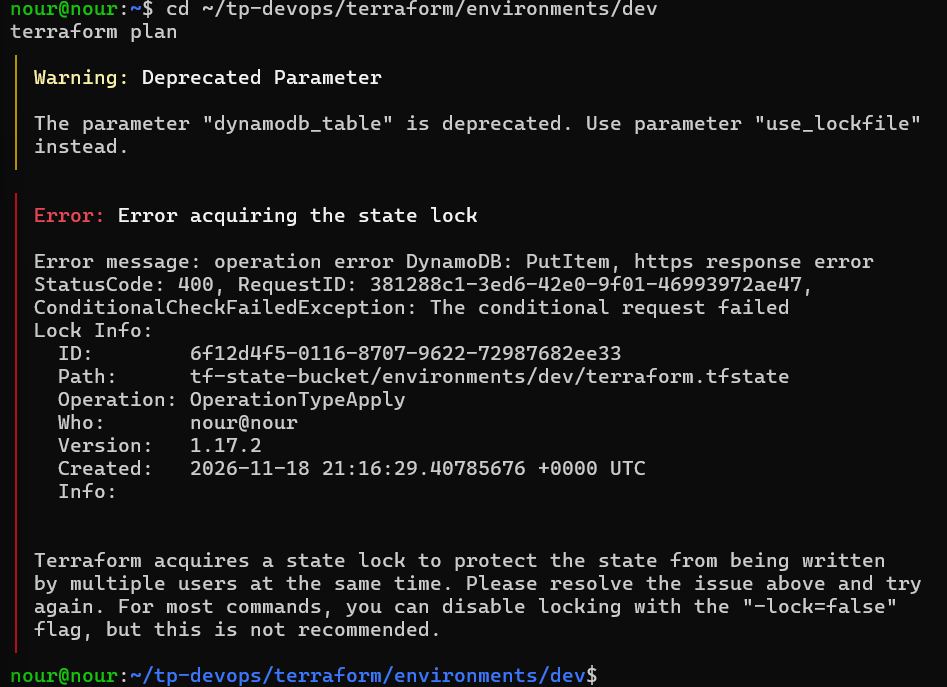 nour@nour:~$ cd ~/tp-devops/terraform/environments/dev
terraform plan
Warning: Deprecated Parameter
The parameter "dynamodb_table" is deprecated. Use parameter "use_lockfile"
instead.
Error: Error acquiring the state lock
Error message: operation error DynamoDB: PutItem, https response error
StatusCode: 400, RequestID: 381288c1-3ed6-42e0-9f01-46993972ae47,
ConditionalCheckFailedException: The conditional request failed
Lock Info:
  ID:        6f12d4f5-0116-8707-9622-72987682ee33
  Path:      tf-state-bucket/environments/dev/terraform.tfstate
  Operation: OperationTypeApply
  Who:       nour@nour
  Version:   1.17.2
  Created:   2026-11-18 21:16:29.40785676 +0000 UTC
  Info:
Terraform acquires a state lock to protect the state from being written
by multiple users at the same time. Please resolve the issue above and try
again. For most commands, you can disable locking with the "-lock=false"
flag, but this is not recommended.
nour@nour:~/tp-devops/terraform/environments/dev$